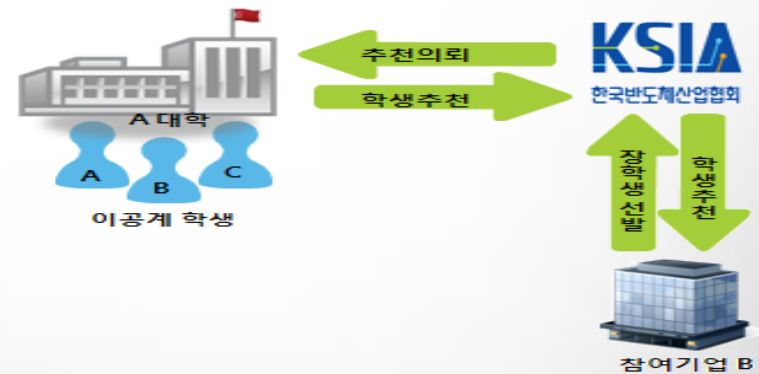 추천의뢰
KSIA
한국반도체산업협회
학생추천
A 대학
A
B
C
이공계 학생
장학생 선발
학생추천
참여기업 B